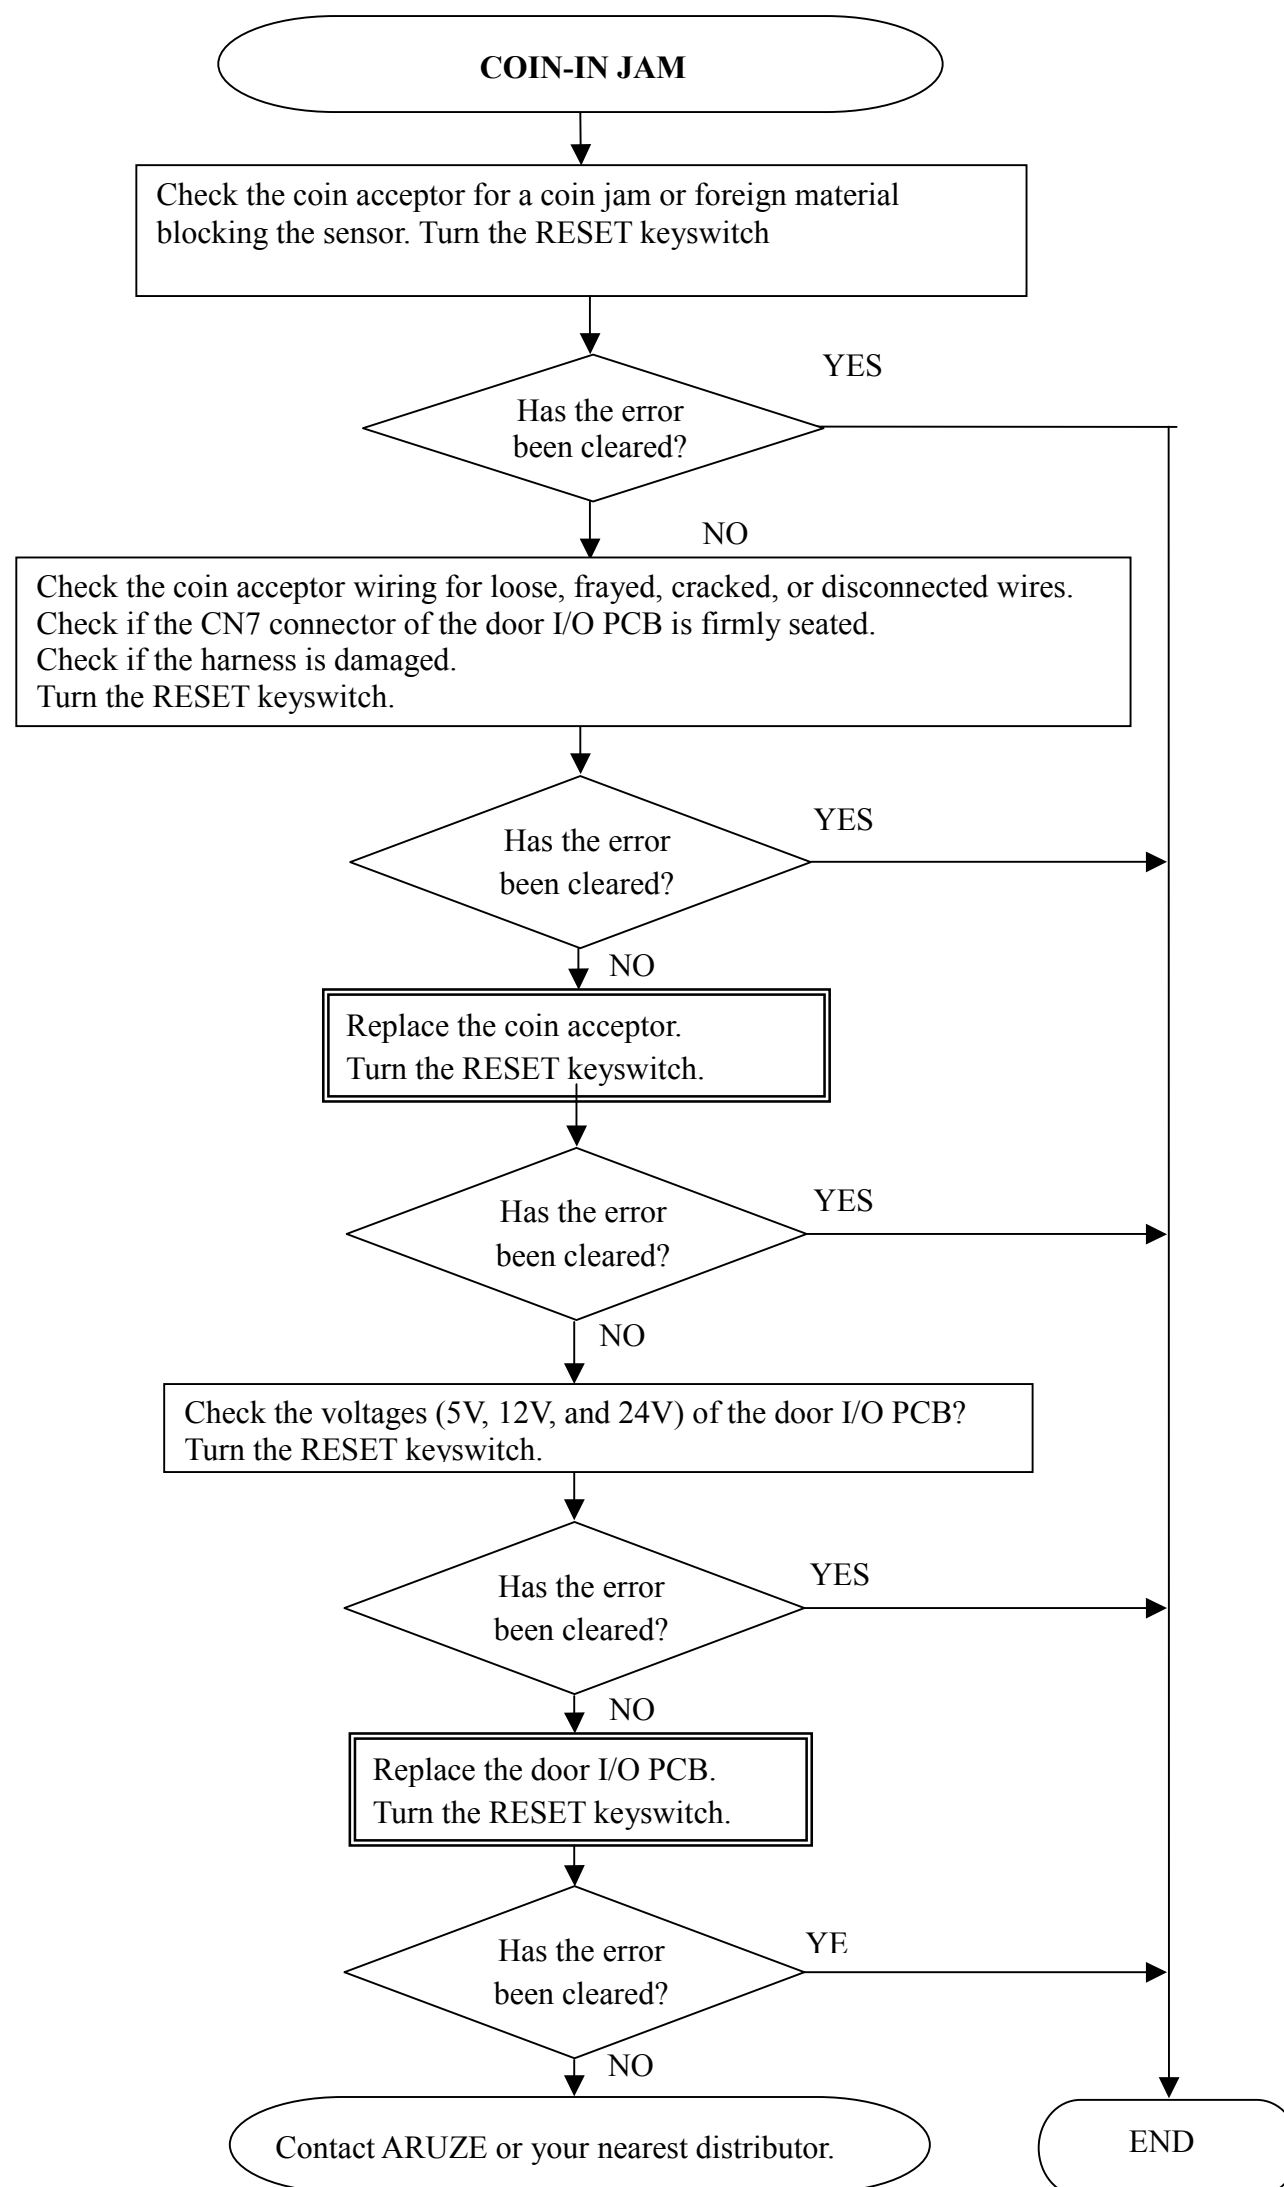 COIN-IN JAM
Check the coin acceptor for a coin jam or foreign material
blocking the sensor. Turn the RESET keyswitch
YES
Has the error
been cleared?
NO
Check the coin acceptor wiring for loose, frayed, cracked, or disconnected wires.
Check if the CN7 connector of the door I/O PCB is firmly seated.
Check if the harness is damaged.
Turn the RESET keyswitch.
YES
Has the error
been cleared?
NO
Replace the coin acceptor.
Turn the RESET keyswitch.
YES
Has the error
been cleared?
NO
Check the voltages (5V, 12V, and 24V) of the door I/O PCB?
Turn the RESET keyswitch.
YES
Has the error
been cleared?
NO
Replace the door I/O PCB.
Turn the RESET keyswitch.
YE
Has the error
been cleared?
NO
Contact ARUZE or your nearest distributor.
END